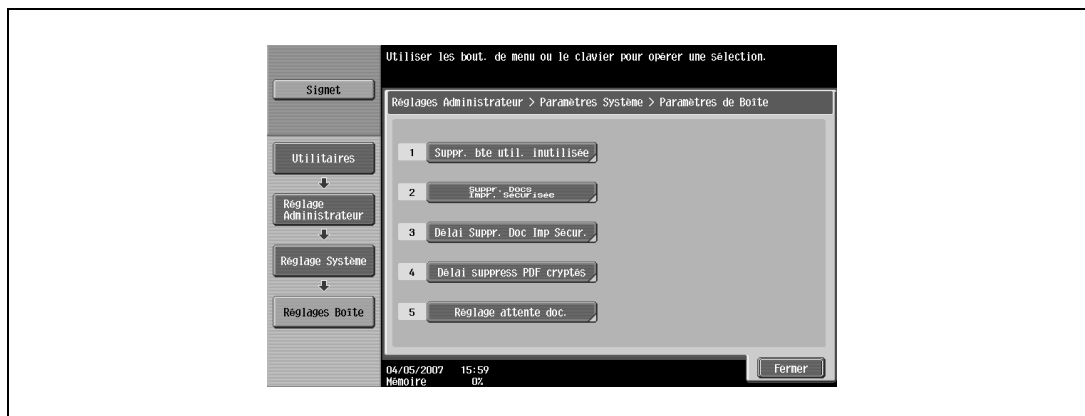 Utiliser les bout. de menu ou le clavier pour opérer une sélection.
Signet
Réglages Administrateur > Paramètres Système > Paramètres de Boîte
Utilitaires
Réglage
Administrateur
Réglage Système
Réglages Boîte
1 Suppr. bte util. inutilisée
2 Suppr. Docs
Impr. Sécurisée
3 Délai Suppr. Doc Imp Sécur.
4 Délai suppress PDF cryptés
5 Réglage attente doc.
04/05/2007 15:59
Mémoire 0%
Fermer